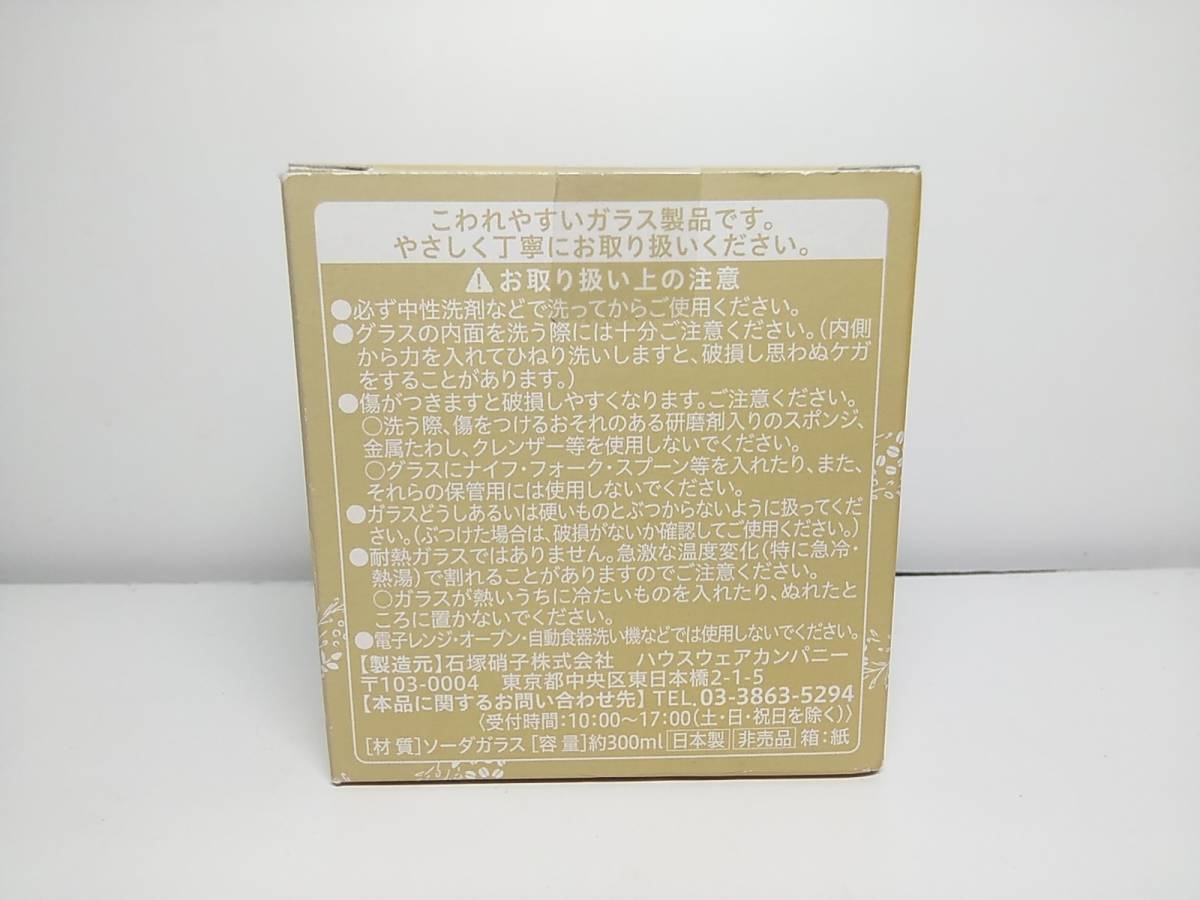 こわれやすいガラス製品です。
やさしく丁寧にお取り扱いください。
⚠お取り扱い上の注意
●必ず中性洗剤などで洗ってからご使用ください。
●グラスの内面を洗う際には十分ご注意ください。(内側
から力を入れてひねり洗いしますと、破損し思わぬケガ
をすることがあります。)
●傷がつきますと破損しやすくなります。ご注意ください。
○洗う際、傷をつけるおそれのある研磨剤入りのスポンジ、
金属たわし、クレンザー等を使用しないでください。
○グラスにナイフ・フォーク・スプーン等を入れたり、また、
それらの保管用には使用しないでください。
●ガラスどうしあるいは硬いものとぶつからないように扱ってくだ
さい。(ぶつけた場合は、破損がないか確認してご使用ください。)
●耐熱ガラスではありません。急激な温度変化(特に急冷・
熱湯)で割れることがありますのでご注意ください。
○ガラスが熱いうちに冷たいものを入れたり、ぬれたと
ころに置かないでください。
●電子レンジ・オーブン・自動食器洗い機などでは使用しないでください。
【製造元】石塚硝子株式会社 ハウスウェアカンパニー
〒103-0004 東京都中央区東日本橋2-1-5
【本品に関するお問い合わせ先】TEL.03-3863-5294
〈受付時間:10:00〜17:00(土・日・祝日を除く)〉
[材質]ソーダガラス [容量]約300ml 日本製 非売品 箱:紙